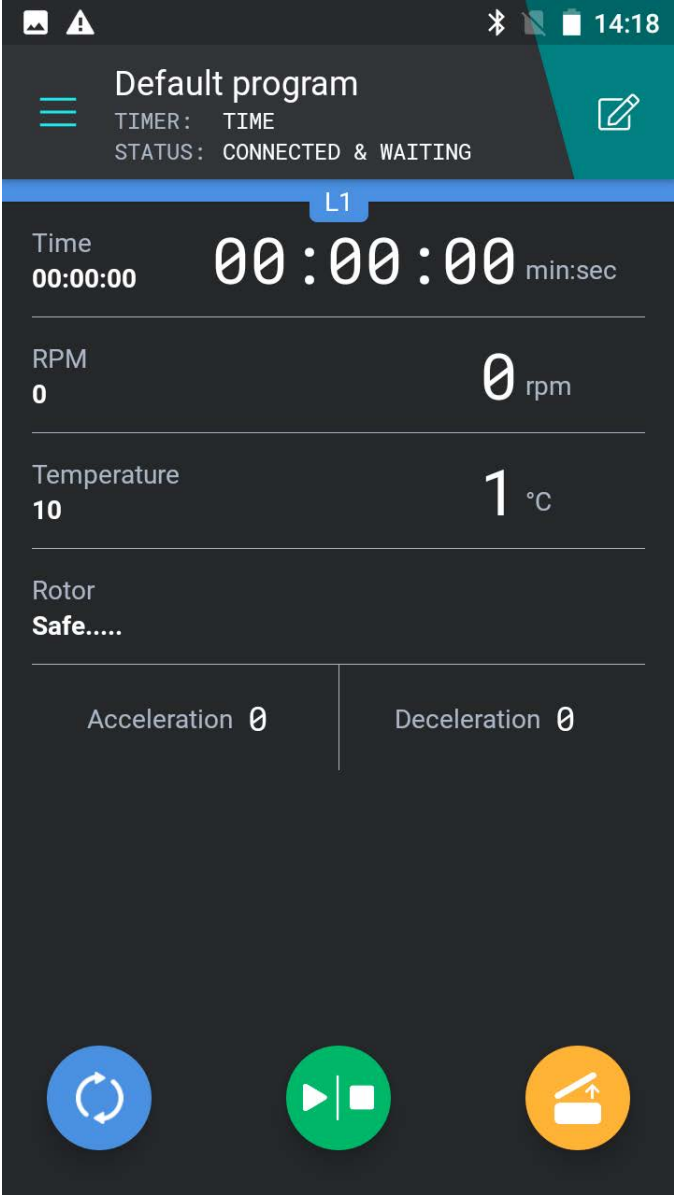 14:18
Default program
TIMER: TIME
STATUS: CONNECTED & WAITING
L1
Time
00:00:00
00:00:00 min:sec
RPM
0
0 rpm
Temperature
10
1 °C
Rotor
Safe.....
Acceleration 0
Deceleration 0